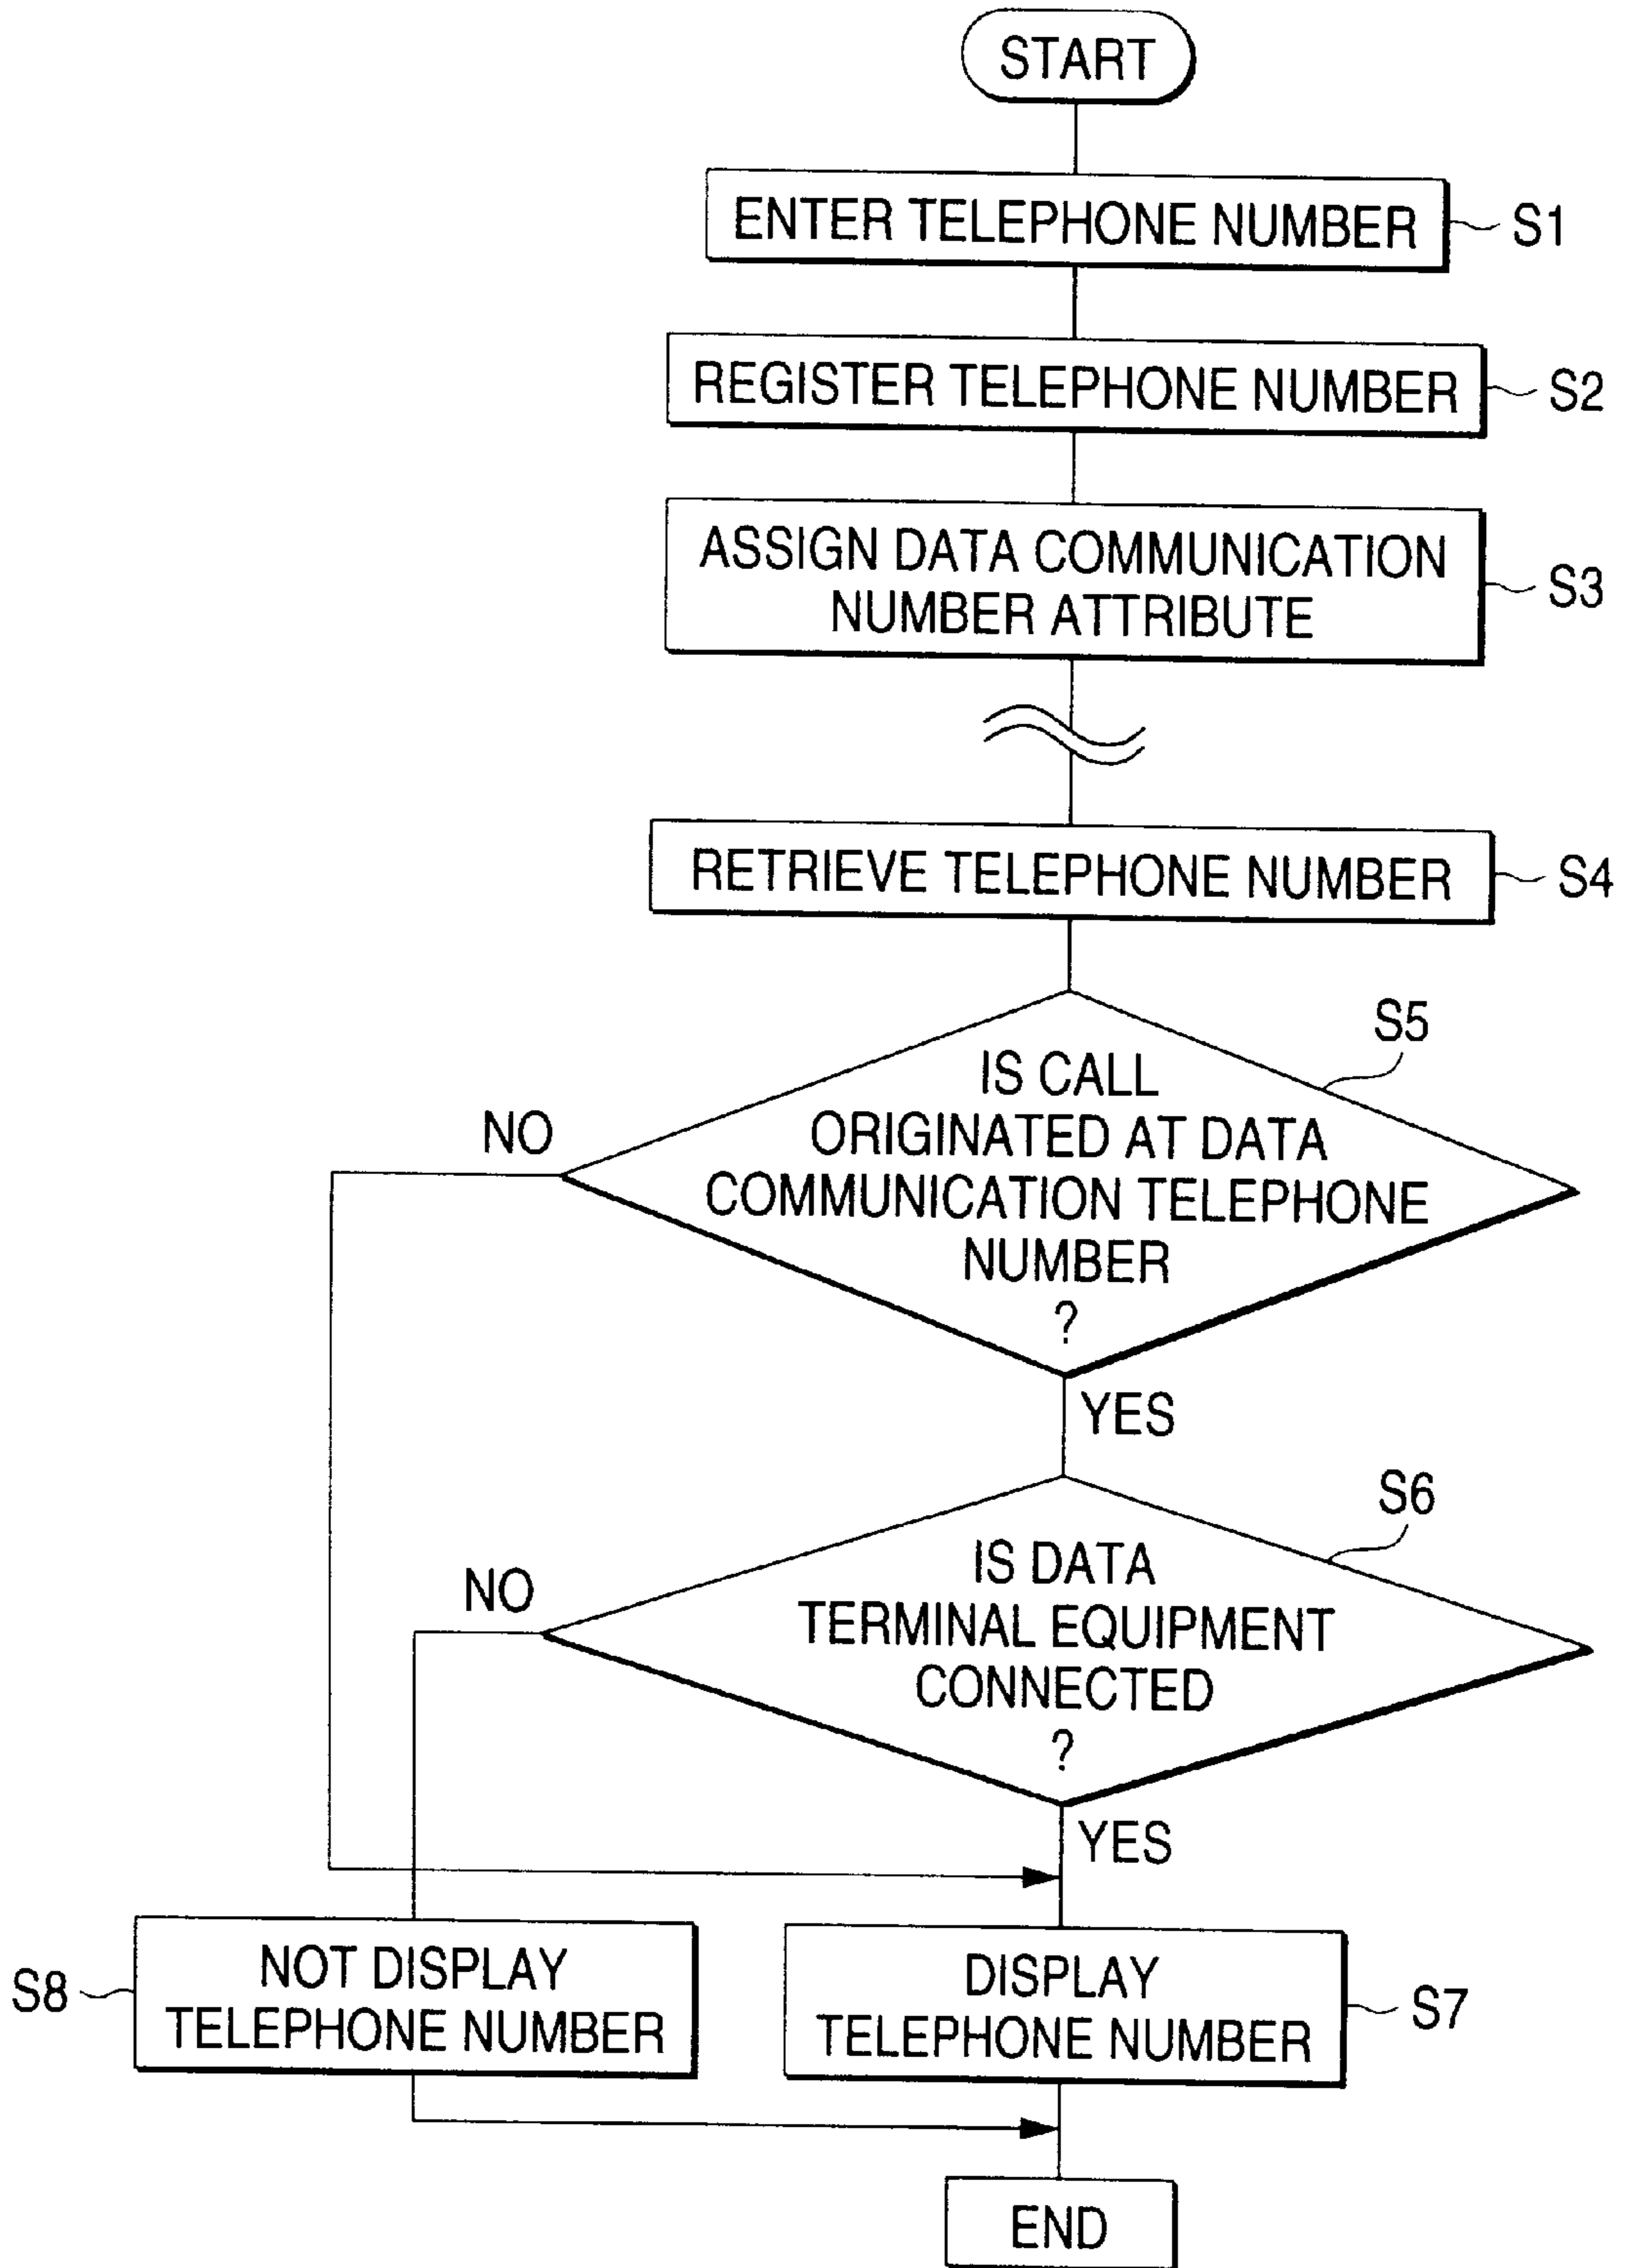 START
ENTER TELEPHONE NUMBER
S1
REGISTER TELEPHONE NUMBER
S2
ASSIGN DATA COMMUNICATION
NUMBER ATTRIBUTE
S3
RETRIEVE TELEPHONE NUMBER
S4
S5
IS CALL
ORIGINATED AT DATA
COMMUNICATION TELEPHONE
NUMBER
?
NO
YES
S6
IS DATA
TERMINAL EQUIPMENT
CONNECTED
?
NO
YES
S8
NOT DISPLAY
TELEPHONE NUMBER
DISPLAY
TELEPHONE NUMBER
S7
END